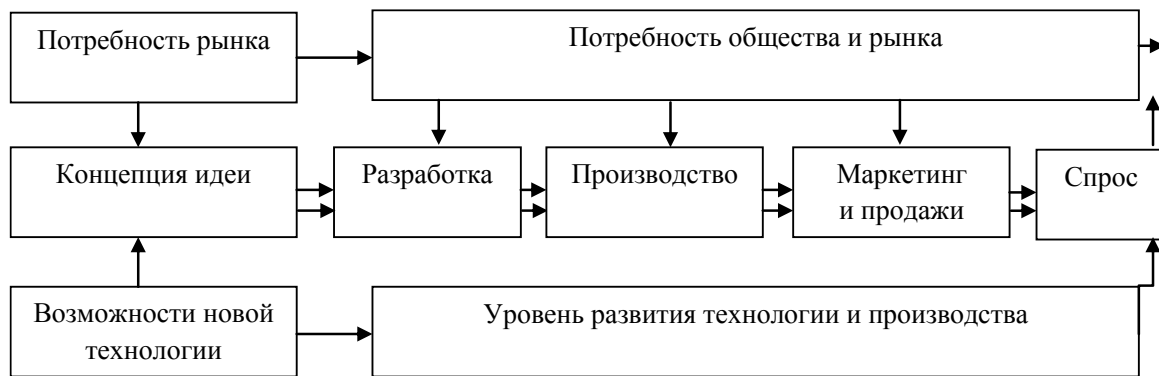 Потребность рынка
Потребность общества и рынка
Концепция идеи
Разработка
Производство
Маркетинг
и продажи
Спрос
Возможности новой
технологии
Уровень развития технологии и производства